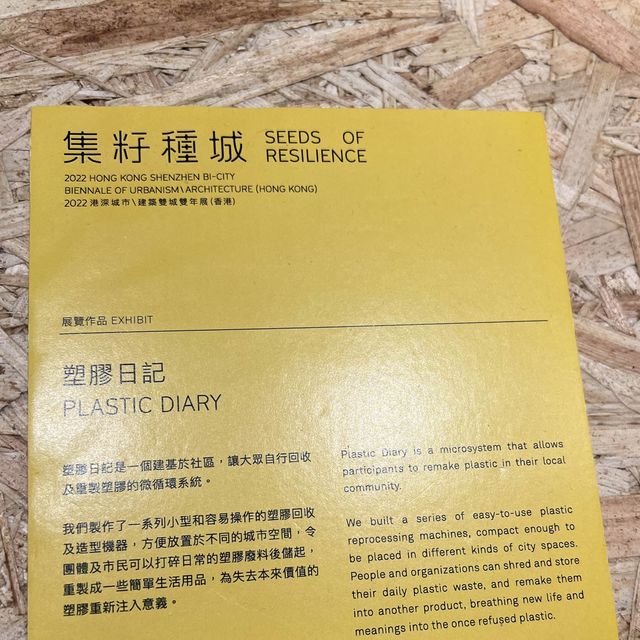 集籽種城
SEEDS OF
RESILIENCE
2022 HONG KONG SHENZHEN BI-CITY
BIENNALE OF URBANISM\ARCHITECTURE (HONG KONG)
2022 港深城市\建築雙城雙年展(香港)
展覽作品 EXHIBIT
塑膠日記
PLASTIC DIARY
塑膠日記是一個建基於社區，讓大眾自行回收
及重製塑膠的微循環系統。
我們製作了一系列小型和容易操作的塑膠回收
及造型機器，方便放置於不同的城市空間，令
團體及市民可以打碎日常的塑膠廢料後儲起，
重製成一些簡單生活用品，為失去本來價值的
塑膠重新注入意義。
Plastic Diary is a microsystem that allows
participants to remake plastic in their local
community.
We built a series of easy-to-use plastic
reprocessing machines, compact enough to
be placed in different kinds of city spaces.
People and organizations can shred and store
their daily plastic waste, and remake them
into another product, breathing new life and
meanings into the once refused plastic.